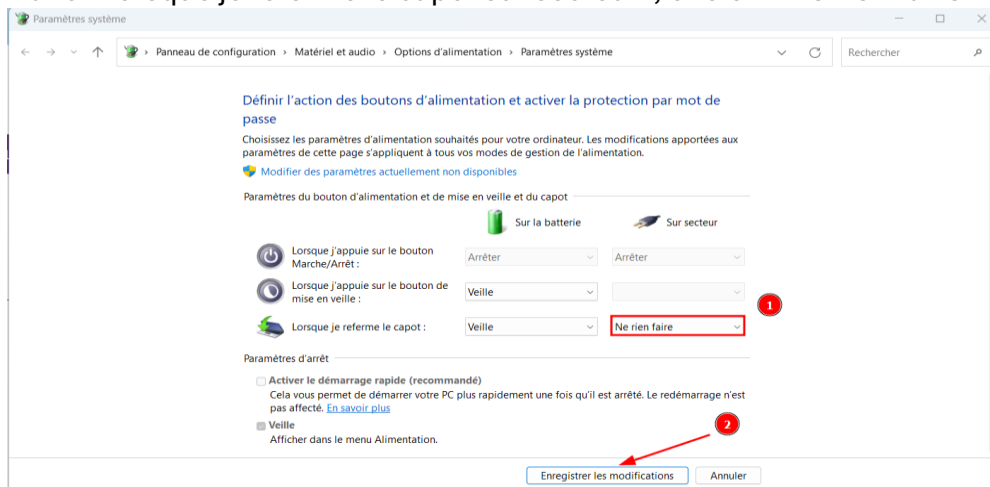 Paramètres système
Panneau de configuration > Matériel et audio > Options d'alimentation > Paramètres système
Rechercher
Définir l'action des boutons d'alimentation et activer la protection par mot de
passe
Choisissez les paramètres d'alimentation souhaités pour votre ordinateur. Les modifications apportées aux
paramètres de cette page s'appliquent à tous vos modes de gestion de l'alimentation.
Modifier des paramètres actuellement non disponibles
Paramètres du bouton d'alimentation et de mise en veille et du capot
Sur la batterie Sur secteur
Lorsque j'appuie sur le bouton
Marche/Arrêt : Arrêter Arrêter
Lorsque j'appuie sur le bouton de
mise en veille : Veille
1
Lorsque je referme le capot : Veille Ne rien faire
Paramètres d'arrêt
Activer le démarrage rapide (recommandé)
Cela vous permet de démarrer votre PC plus rapidement une fois qu'il est arrêté. Le redémarrage n'est
pas affecté. En savoir plus
Veille
2
Afficher dans le menu Alimentation.
Enregistrer les modifications Annuler